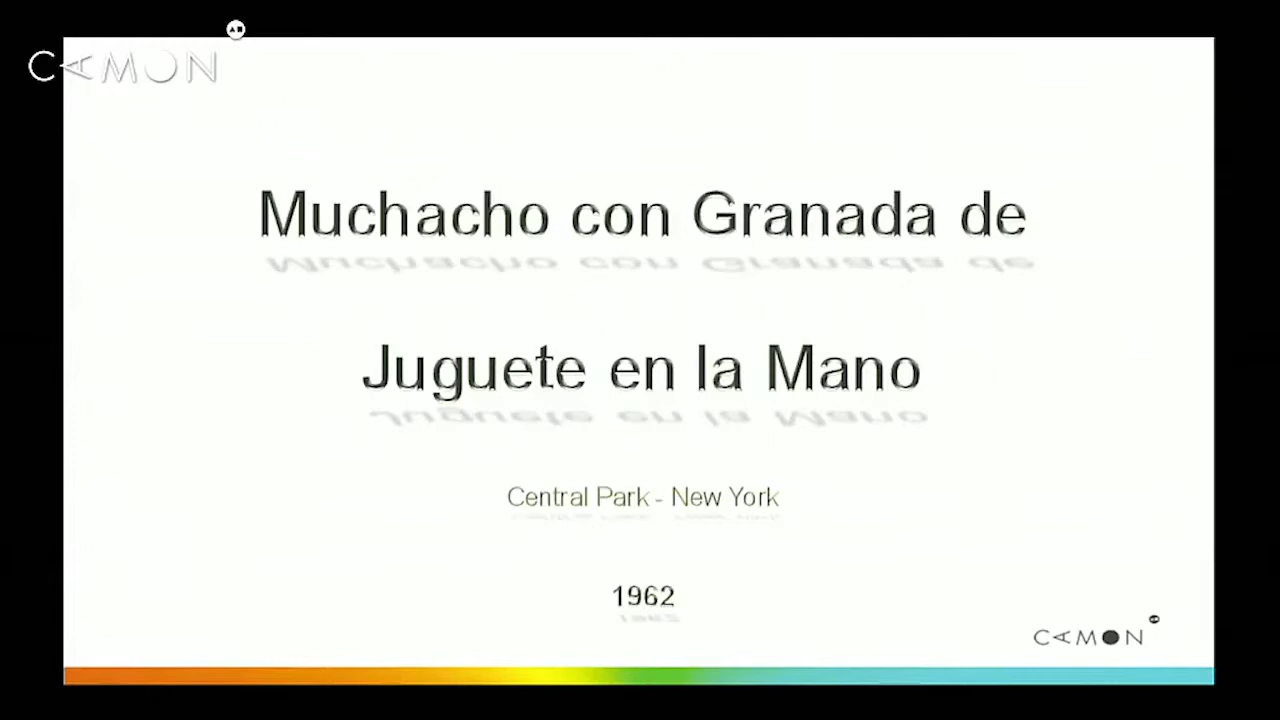 CAMON
Muchacho con Granada de
Juguete en la Mano
Central Park - New York
1962
CAMON